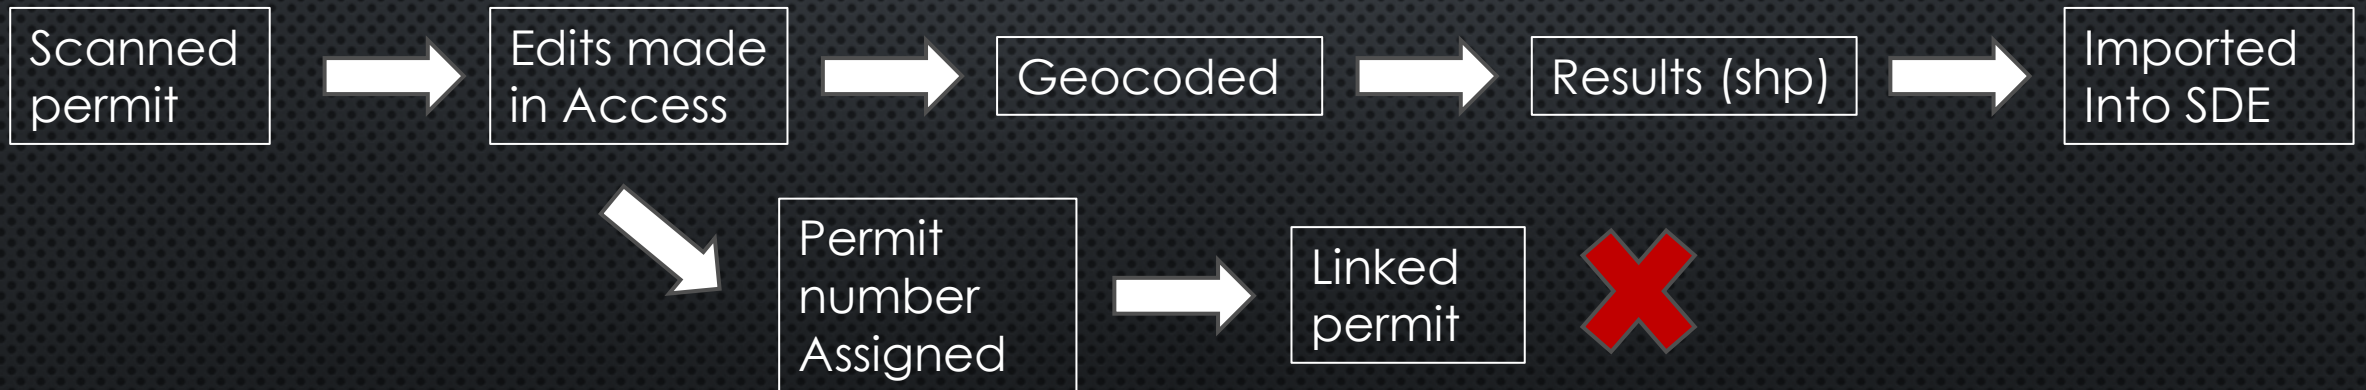 Scanned
permit
Edits made
in Access
Geocoded
Results (shp)
Imported
Into SDE
Permit
number
Assigned
Linked
permit